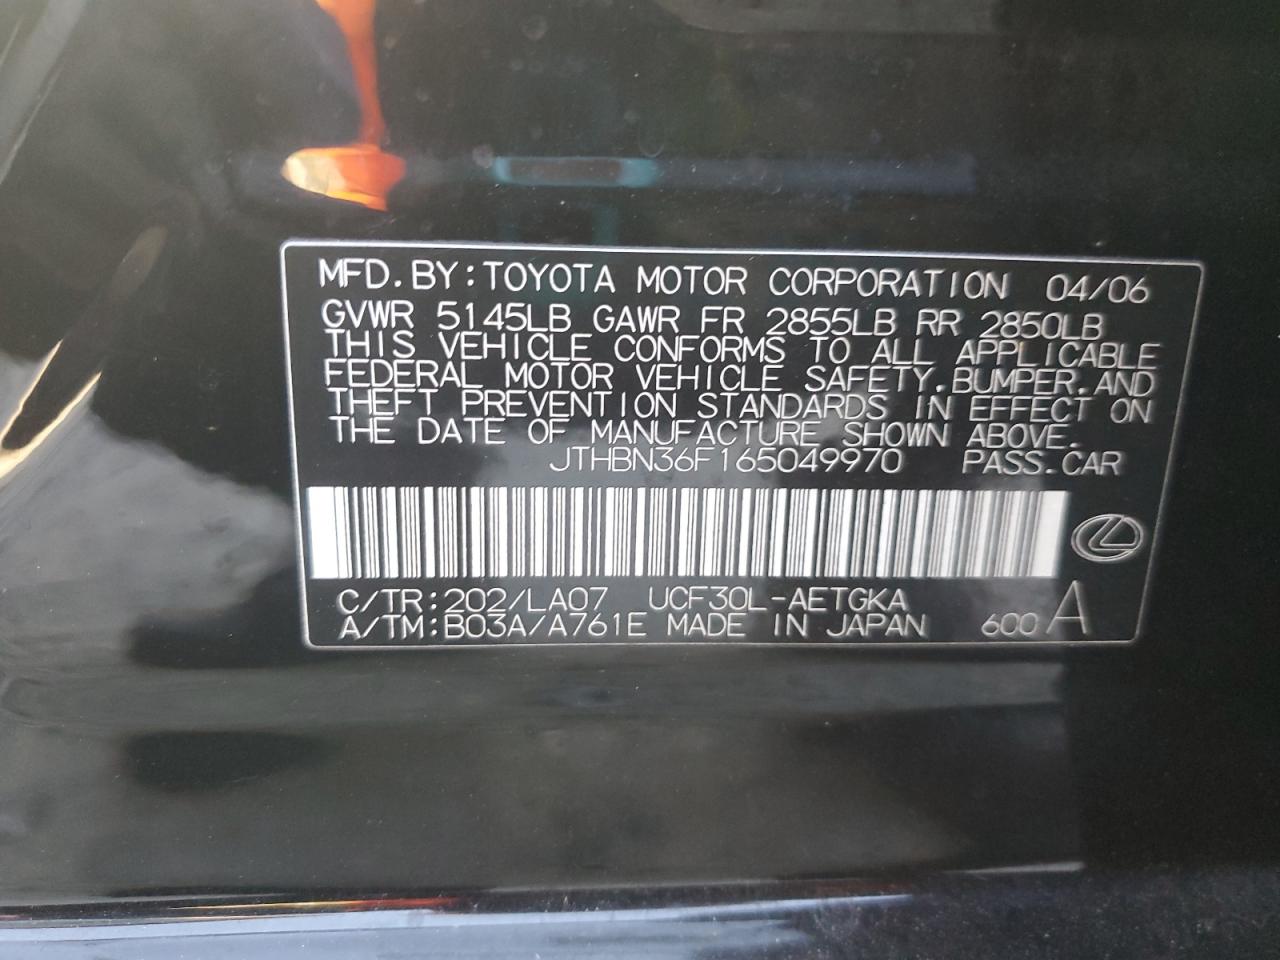 MFD. BY: TOYOTA MOTOR CORPORATION 04/06
GVWR 5145LB GAWR FR 2855LB RR 2850LB
THIS VEHICLE CONFORMS TO ALL APPLICABLE
FEDERAL MOTOR VEHICLE SAFETY, BUMPER, AND
THEFT PREVENTION STANDARDS IN EFFECT ON
THE DATE OF MANUFACTURE SHOWN ABOVE.
JTHBN36F165049970 PASS. CAR
C/TR: 202/LA07 UCF30L-AETGKA
A/TM: B03A/A761E MADE IN JAPAN 600 A